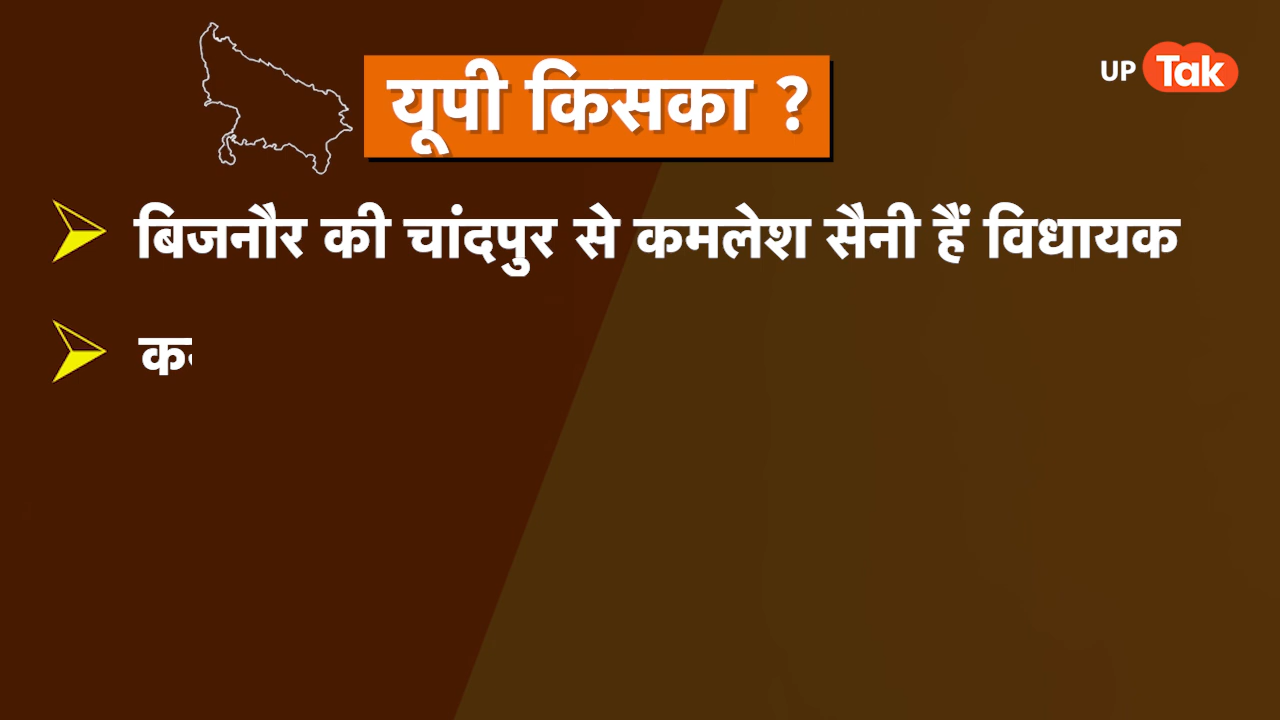 यूपी किसका ?
UP Tak
बिजनौर की चांदपुर से कमलेश सैनी हैं विधायक